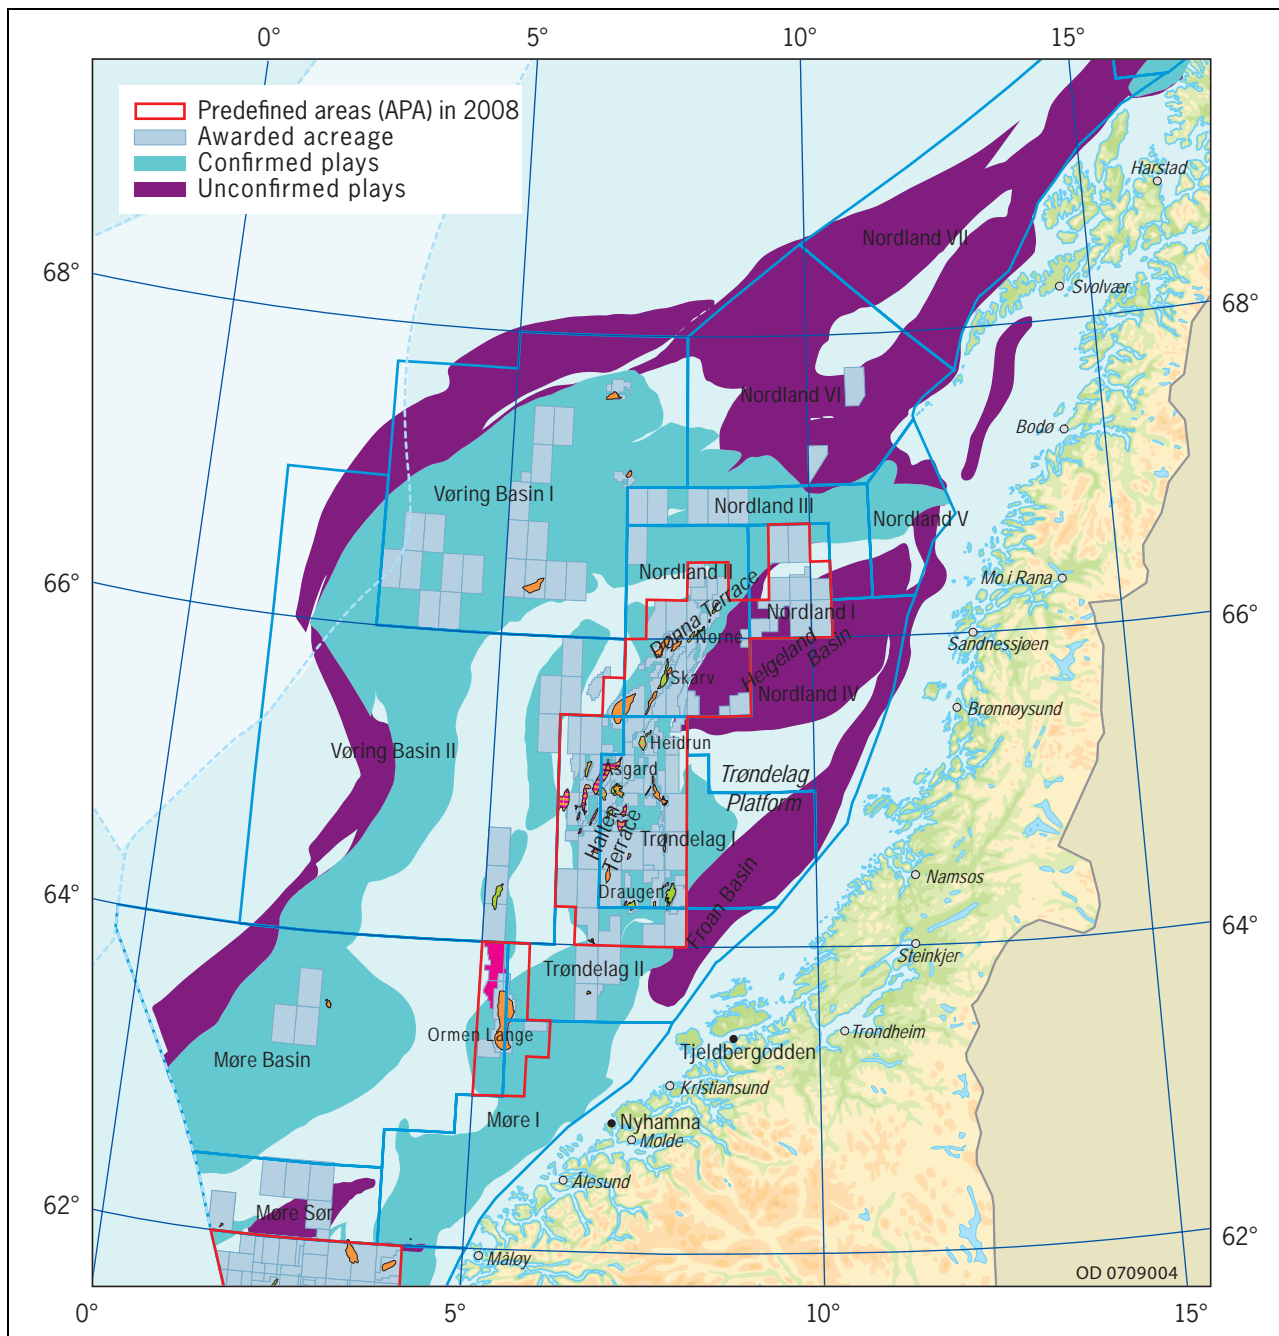 0°
5°
10°
15°
Predefined areas (APA) in 2008
Awarded acreage
Confirmed plays
Unconfirmed plays
Harstad
Nordland VII
68°
Svolvær
68°
Nordland VI
Bodø
Vøring Basin I
Nordland III
Nordland V
66°
Nordland II
Mo i Rana
Dønna Terrace
Nordland I
66°
Norne
Sandnessjøen
Helgeland
Basin
Skarv
Nordland IV
Brønnøysund
Heidrun
Vøring Basin II
Åsgard
Trøndelag
Platform
Halten
Terrace
Trøndelag I
Namsos
64°
Draugen
Froan Basin
64°
Steinkjer
Trøndelag II
Ormen Lange
Trondheim
Møre Basin
Tjeldbergodden
Kristiansund
Møre I
Nyhamna
Molde
Ålesund
62°
Møre Sør
62°
Måløy
OD 0709004
0°
5°
10°
15°